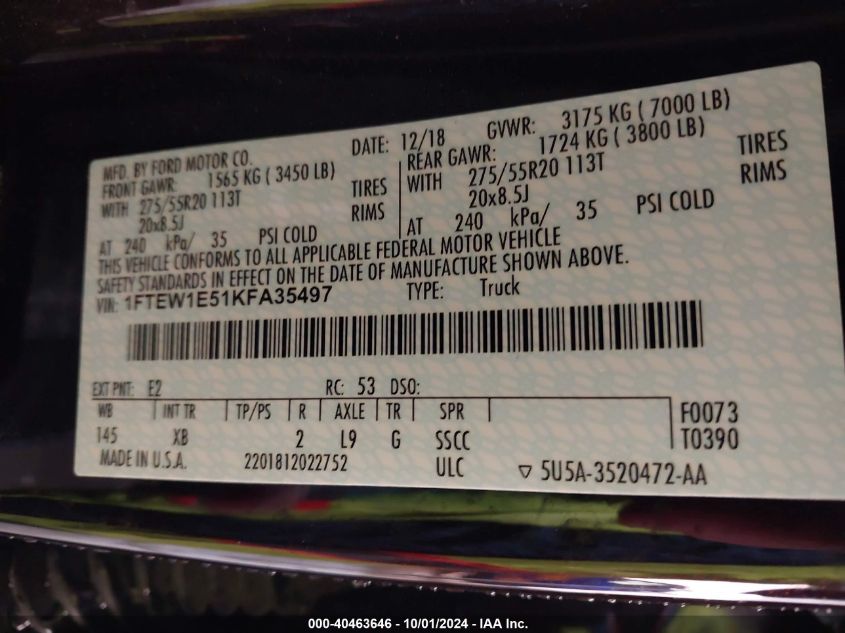 MFD. BY FORD MOTOR CO.
DATE: 12/18 GVWR: 3175 KG ( 7000 LB)
FRONT GAWR: 1565 KG ( 3450 LB)
REAR GAWR: 1724 KG ( 3800 LB)
WITH 275/55R20 113T TIRES
WITH 275/55R20 113T TIRES
20x8.5J RIMS
20x8.5J RIMS
AT 240 kPa/ 35 PSI COLD
AT 240 kPa/ 35 PSI COLD
THIS VEHICLE CONFORMS TO ALL APPLICABLE FEDERAL MOTOR VEHICLE
SAFETY STANDARDS IN EFFECT ON THE DATE OF MANUFACTURE SHOWN ABOVE.
VIN: 1FTEW1E51KFA35497 TYPE: Truck
EXT PNT: E2 RC: 53 DSO:
WB INT TR TP/PS R AXLE TR SPR F0073
145 XB 2 L9 G SSCC T0390
MADE IN U.S.A. 2201812022752 ULC ▽ 5U5A-3520472-AA
000-40463646 - 10/01/2024 - IAA Inc.